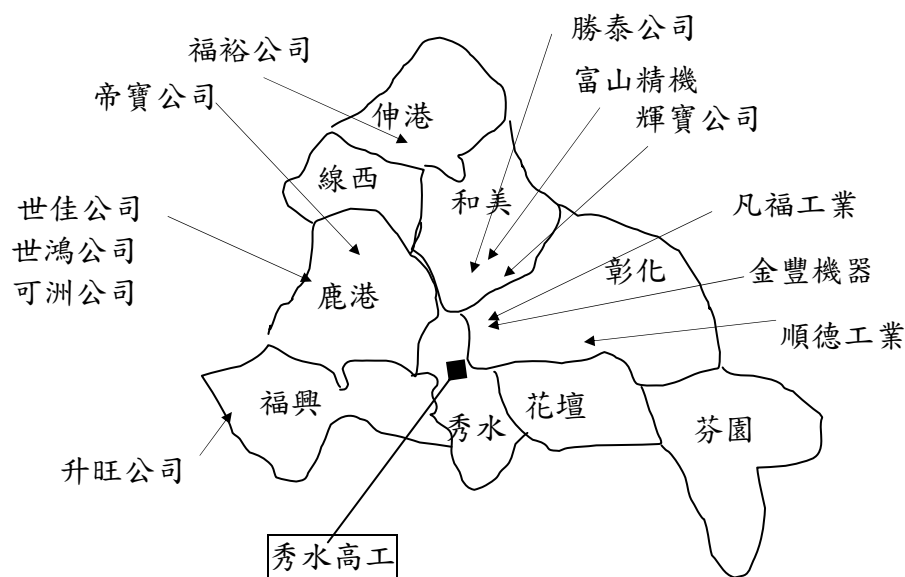 福裕公司
勝泰公司
帝寶公司
富山精機
伸港
輝寶公司
線西
和美
世佳公司
凡福工業
世鴻公司
彰化
金豐機器
可洲公司
鹿港
順德工業
福興
花壇
秀水
芬園
升旺公司
秀水高工